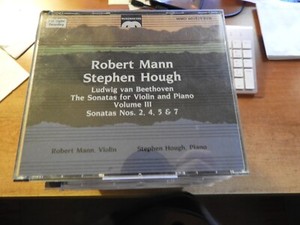 Robert Mann
Stephen Hough
Ludwig van Beethoven
The Sonatas for Violin and Piano
Volume III
Sonatas Nos. 2, 4, 5 & 7
Robert Mann, Violin Stephen Hough, Piano